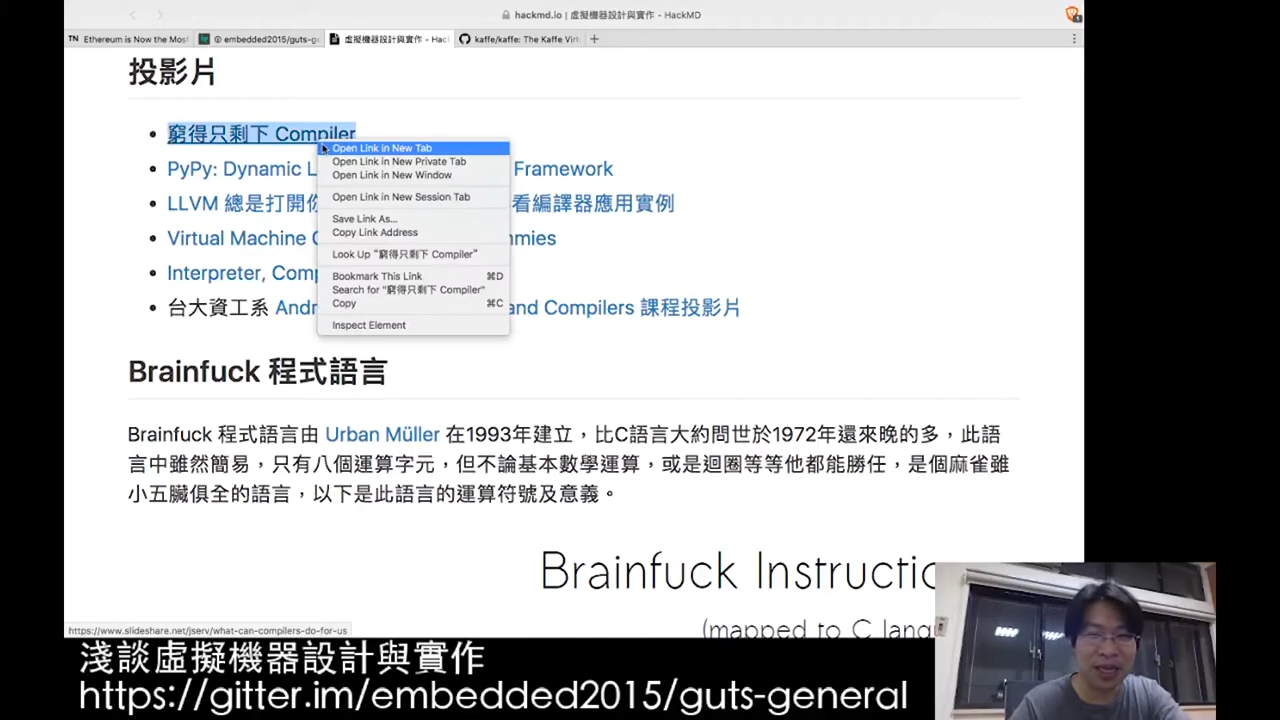 hackmd.io | 虛擬機器設計與實作 - HackMD
Ethereum is Now the Mos
embedded2015/guts-g
虛擬機器設計與實作 - Hac
kaffe/kaffe: The Kaffe Virt
投影片
窮得只剩下 Compiler
Open Link in New Tab
Open Link in New Private Tab
PyPy: Dynamic L
Framework
Open Link in New Window
Open Link in New Session Tab
LLVM 總是打開你
看編譯器應用實例
Save Link As...
Copy Link Address
Virtual Machine C
mmies
Look Up “窮得只剩下 Compiler”
Interpreter, Comp
Bookmark This Link ⌘D
Search for “窮得只剩下 Compiler”
Copy ⌘C
台大資工系 Andr
and Compilers 課程投影片
Inspect Element
Brainfuck 程式語言
Brainfuck 程式語言由 Urban Müller 在1993年建立，比C語言大約問世於1972年還來晚的多，此語
言中雖然簡易，只有八個運算字元，但不論基本數學運算，或是迴圈等等他都能勝任，是個麻雀雖
小五臟俱全的語言，以下是此語言的運算符號及意義。
Brainfuck Instructio
(mapped to C lang
https://www.slideshare.net/jserv/what-can-compilers-do-for-us
淺談虛擬機器設計與實作
https://gitter.im/embedded2015/guts-general